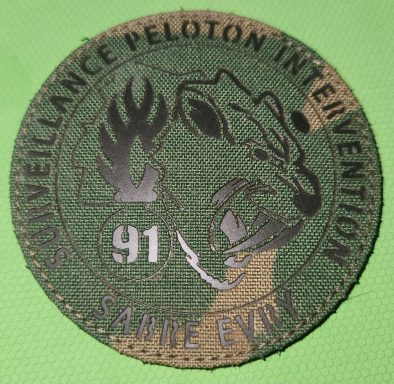 SURVEILLANCE PELOTON INTERVENTION
91
SABRE EVRY